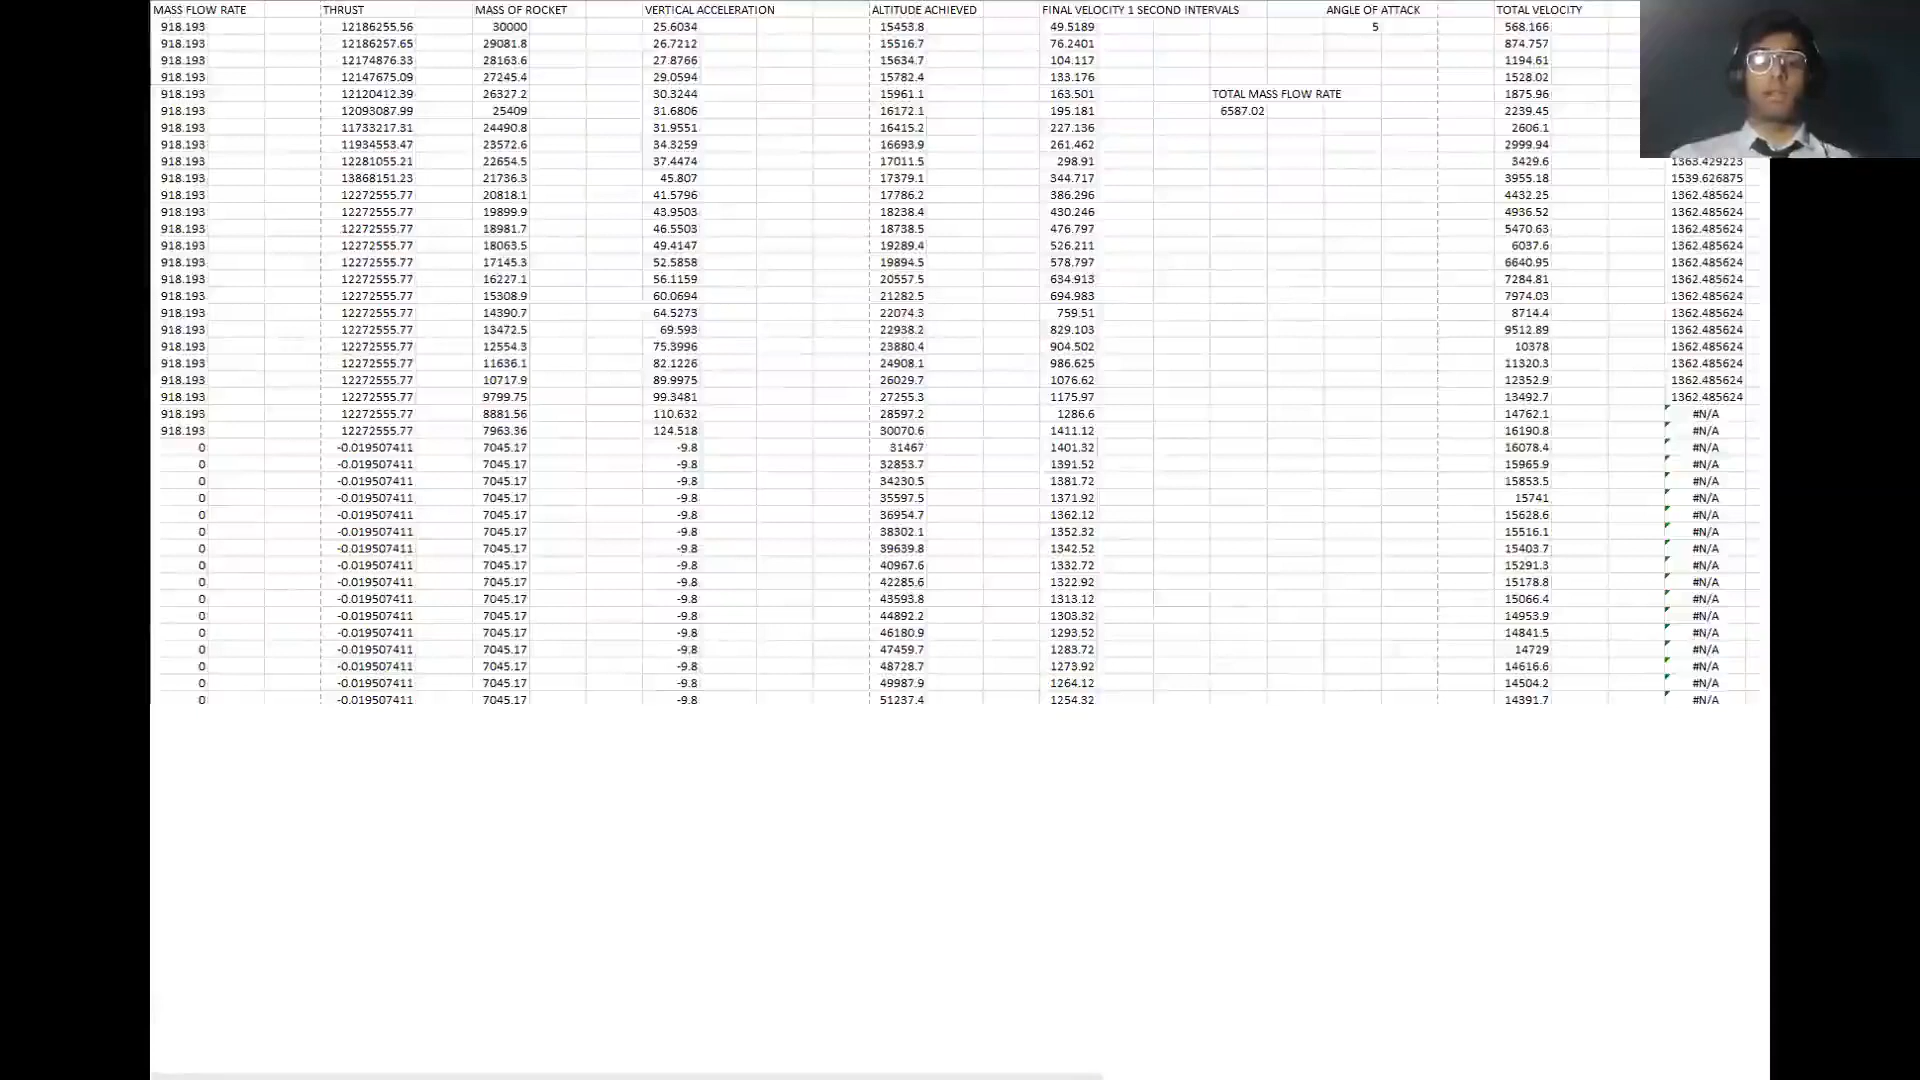 MASS FLOW RATE THRUST MASS OF ROCKET VERTICAL ACCELERATION ALTITUDE ACHIEVED FINAL VELOCITY 1 SECOND INTERVALS ANGLE OF ATTACK TOTAL VELOCITY
918.193 12186255.56 30000 25.6034 15453.8 49.5189 5 568.166
918.193 12186257.65 29081.8 26.7212 15516.7 76.2401 874.757
918.193 12174876.33 28163.6 27.8766 15634.7 104.117 1194.61
918.193 12147675.09 27245.4 29.0594 15782.4 133.176 1528.02
918.193 12120412.39 26327.2 30.3244 15961.1 163.501 TOTAL MASS FLOW RATE 1875.96
918.193 12093087.99 25409 31.6806 16172.1 195.181 6587.02 2239.45
918.193 11733217.31 24490.8 31.9551 16415.2 227.136 2606.1
918.193 11934553.47 23572.6 34.3259 16693.9 261.462 2999.94
918.193 12281055.21 22654.5 37.4474 17011.5 298.91 3429.6 1363.429223
918.193 13868151.23 21736.3 45.807 17379.1 344.717 3955.18 1539.626875
918.193 12272555.77 20818.1 41.5796 17786.2 386.296 4432.25 1362.485624
918.193 12272555.77 19899.9 43.9503 18238.4 430.246 4936.52 1362.485624
918.193 12272555.77 18981.7 46.5503 18738.5 476.797 5470.63 1362.485624
918.193 12272555.77 18063.5 49.4147 19289.4 526.211 6037.6 1362.485624
918.193 12272555.77 17145.3 52.5858 19894.5 578.797 6640.95 1362.485624
918.193 12272555.77 16227.1 56.1159 20557.5 634.913 7284.81 1362.485624
918.193 12272555.77 15308.9 60.0694 21282.5 694.983 7974.03 1362.485624
918.193 12272555.77 14390.7 64.5273 22074.3 759.51 8714.4 1362.485624
918.193 12272555.77 13472.5 69.593 22938.2 829.103 9512.89 1362.485624
918.193 12272555.77 12554.3 75.3996 23880.4 904.502 10378 1362.485624
918.193 12272555.77 11636.1 82.1226 24908.1 986.625 11320.3 1362.485624
918.193 12272555.77 10717.9 89.9975 26029.7 1076.62 12352.9 1362.485624
918.193 12272555.77 9799.75 99.3481 27255.3 1175.97 13492.7 1362.485624
918.193 12272555.77 8881.56 110.632 28597.2 1286.6 14762.1 #N/A
918.193 12272555.77 7963.36 124.518 30070.6 1411.12 16190.8 #N/A
0 -0.019507411 7045.17 -9.8 31467 1401.32 16078.4 #N/A
0 -0.019507411 7045.17 -9.8 32853.7 1391.52 15965.9 #N/A
0 -0.019507411 7045.17 -9.8 34230.5 1381.72 15853.5 #N/A
0 -0.019507411 7045.17 -9.8 35597.5 1371.92 15741 #N/A
0 -0.019507411 7045.17 -9.8 36954.7 1362.12 15628.6 #N/A
0 -0.019507411 7045.17 -9.8 38302.1 1352.32 15516.1 #N/A
0 -0.019507411 7045.17 -9.8 39639.8 1342.52 15403.7 #N/A
0 -0.019507411 7045.17 -9.8 40967.6 1332.72 15291.3 #N/A
0 -0.019507411 7045.17 -9.8 42285.6 1322.92 15178.8 #N/A
0 -0.019507411 7045.17 -9.8 43593.8 1313.12 15066.4 #N/A
0 -0.019507411 7045.17 -9.8 44892.2 1303.32 14953.9 #N/A
0 -0.019507411 7045.17 -9.8 46180.9 1293.52 14841.5 #N/A
0 -0.019507411 7045.17 -9.8 47459.7 1283.72 14729 #N/A
0 -0.019507411 7045.17 -9.8 48728.7 1273.92 14616.6 #N/A
0 -0.019507411 7045.17 -9.8 49987.9 1264.12 14504.2 #N/A
0 -0.019507411 7045.17 -9.8 51237.4 1254.32 14391.7 #N/A